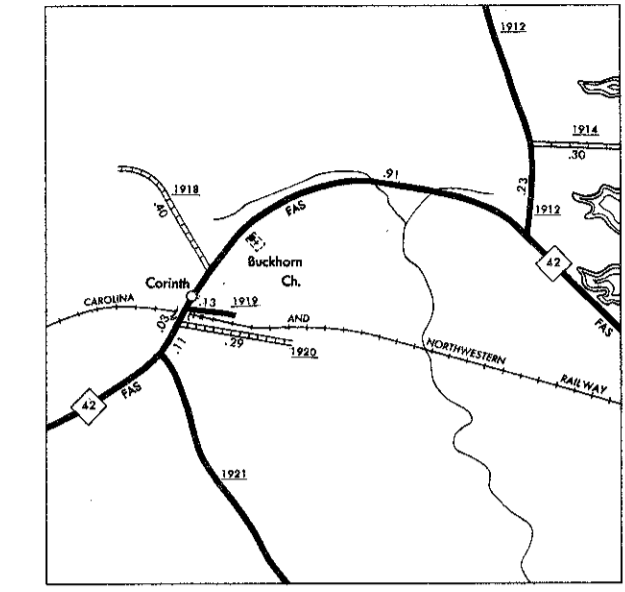 1912
1914
.30
.91
1918
.40
FAS
.23
1912
Buckhorn
Ch.
42
Corinth
CAROLINA
.13
1919
AND
.03
FAS
.11
.29
1920
NORTHWESTERN
RAILWAY
FAS
42
1921